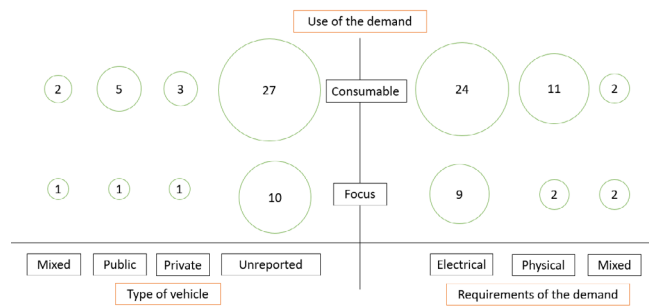 Use of the demand
2 5 3 27 Consumable 24 11 2
1 1 1 10 Focus 9 2 2
Mixed Public Private Unreported Electrical Physical Mixed
Type of vehicle Requirements of the demand